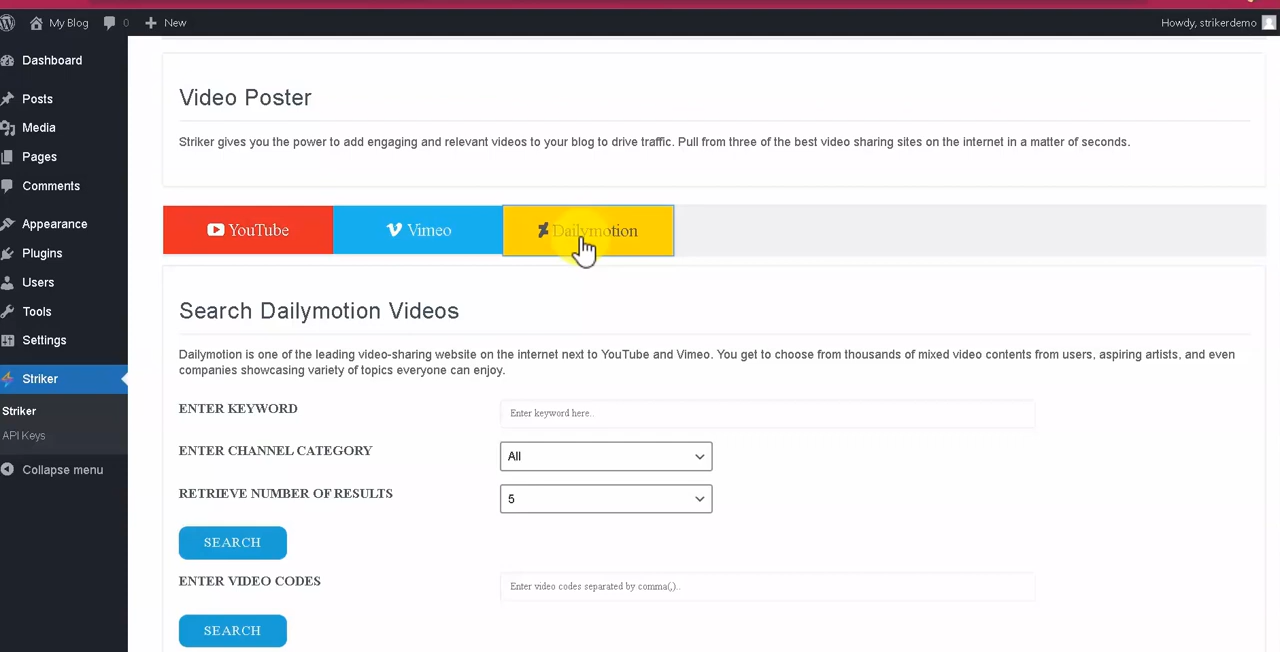 My Blog 0 New Howdy, strikerdemo
Dashboard
Posts
Media
Pages
Comments
Appearance
Plugins
Users
Tools
Settings
Striker
Striker
API Keys
Collapse menu
Video Poster
Striker gives you the power to add engaging and relevant videos to your blog to drive traffic. Pull from three of the best video sharing sites on the internet in a matter of seconds.
YouTube Vimeo Dailymotion
Search Dailymotion Videos
Dailymotion is one of the leading video-sharing website on the internet next to YouTube and Vimeo. You get to choose from thousands of mixed video contents from users, aspiring artists, and even
companies showcasing variety of topics everyone can enjoy.
ENTER KEYWORD Enter keyword here..
ENTER CHANNEL CATEGORY All
RETRIEVE NUMBER OF RESULTS 5
SEARCH
ENTER VIDEO CODES Enter video codes separated by comma(,)..
SEARCH